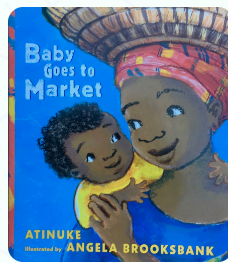 Baby
Goes to
Market
ATINUKE
illustrated by ANGELA BROOKSBANK